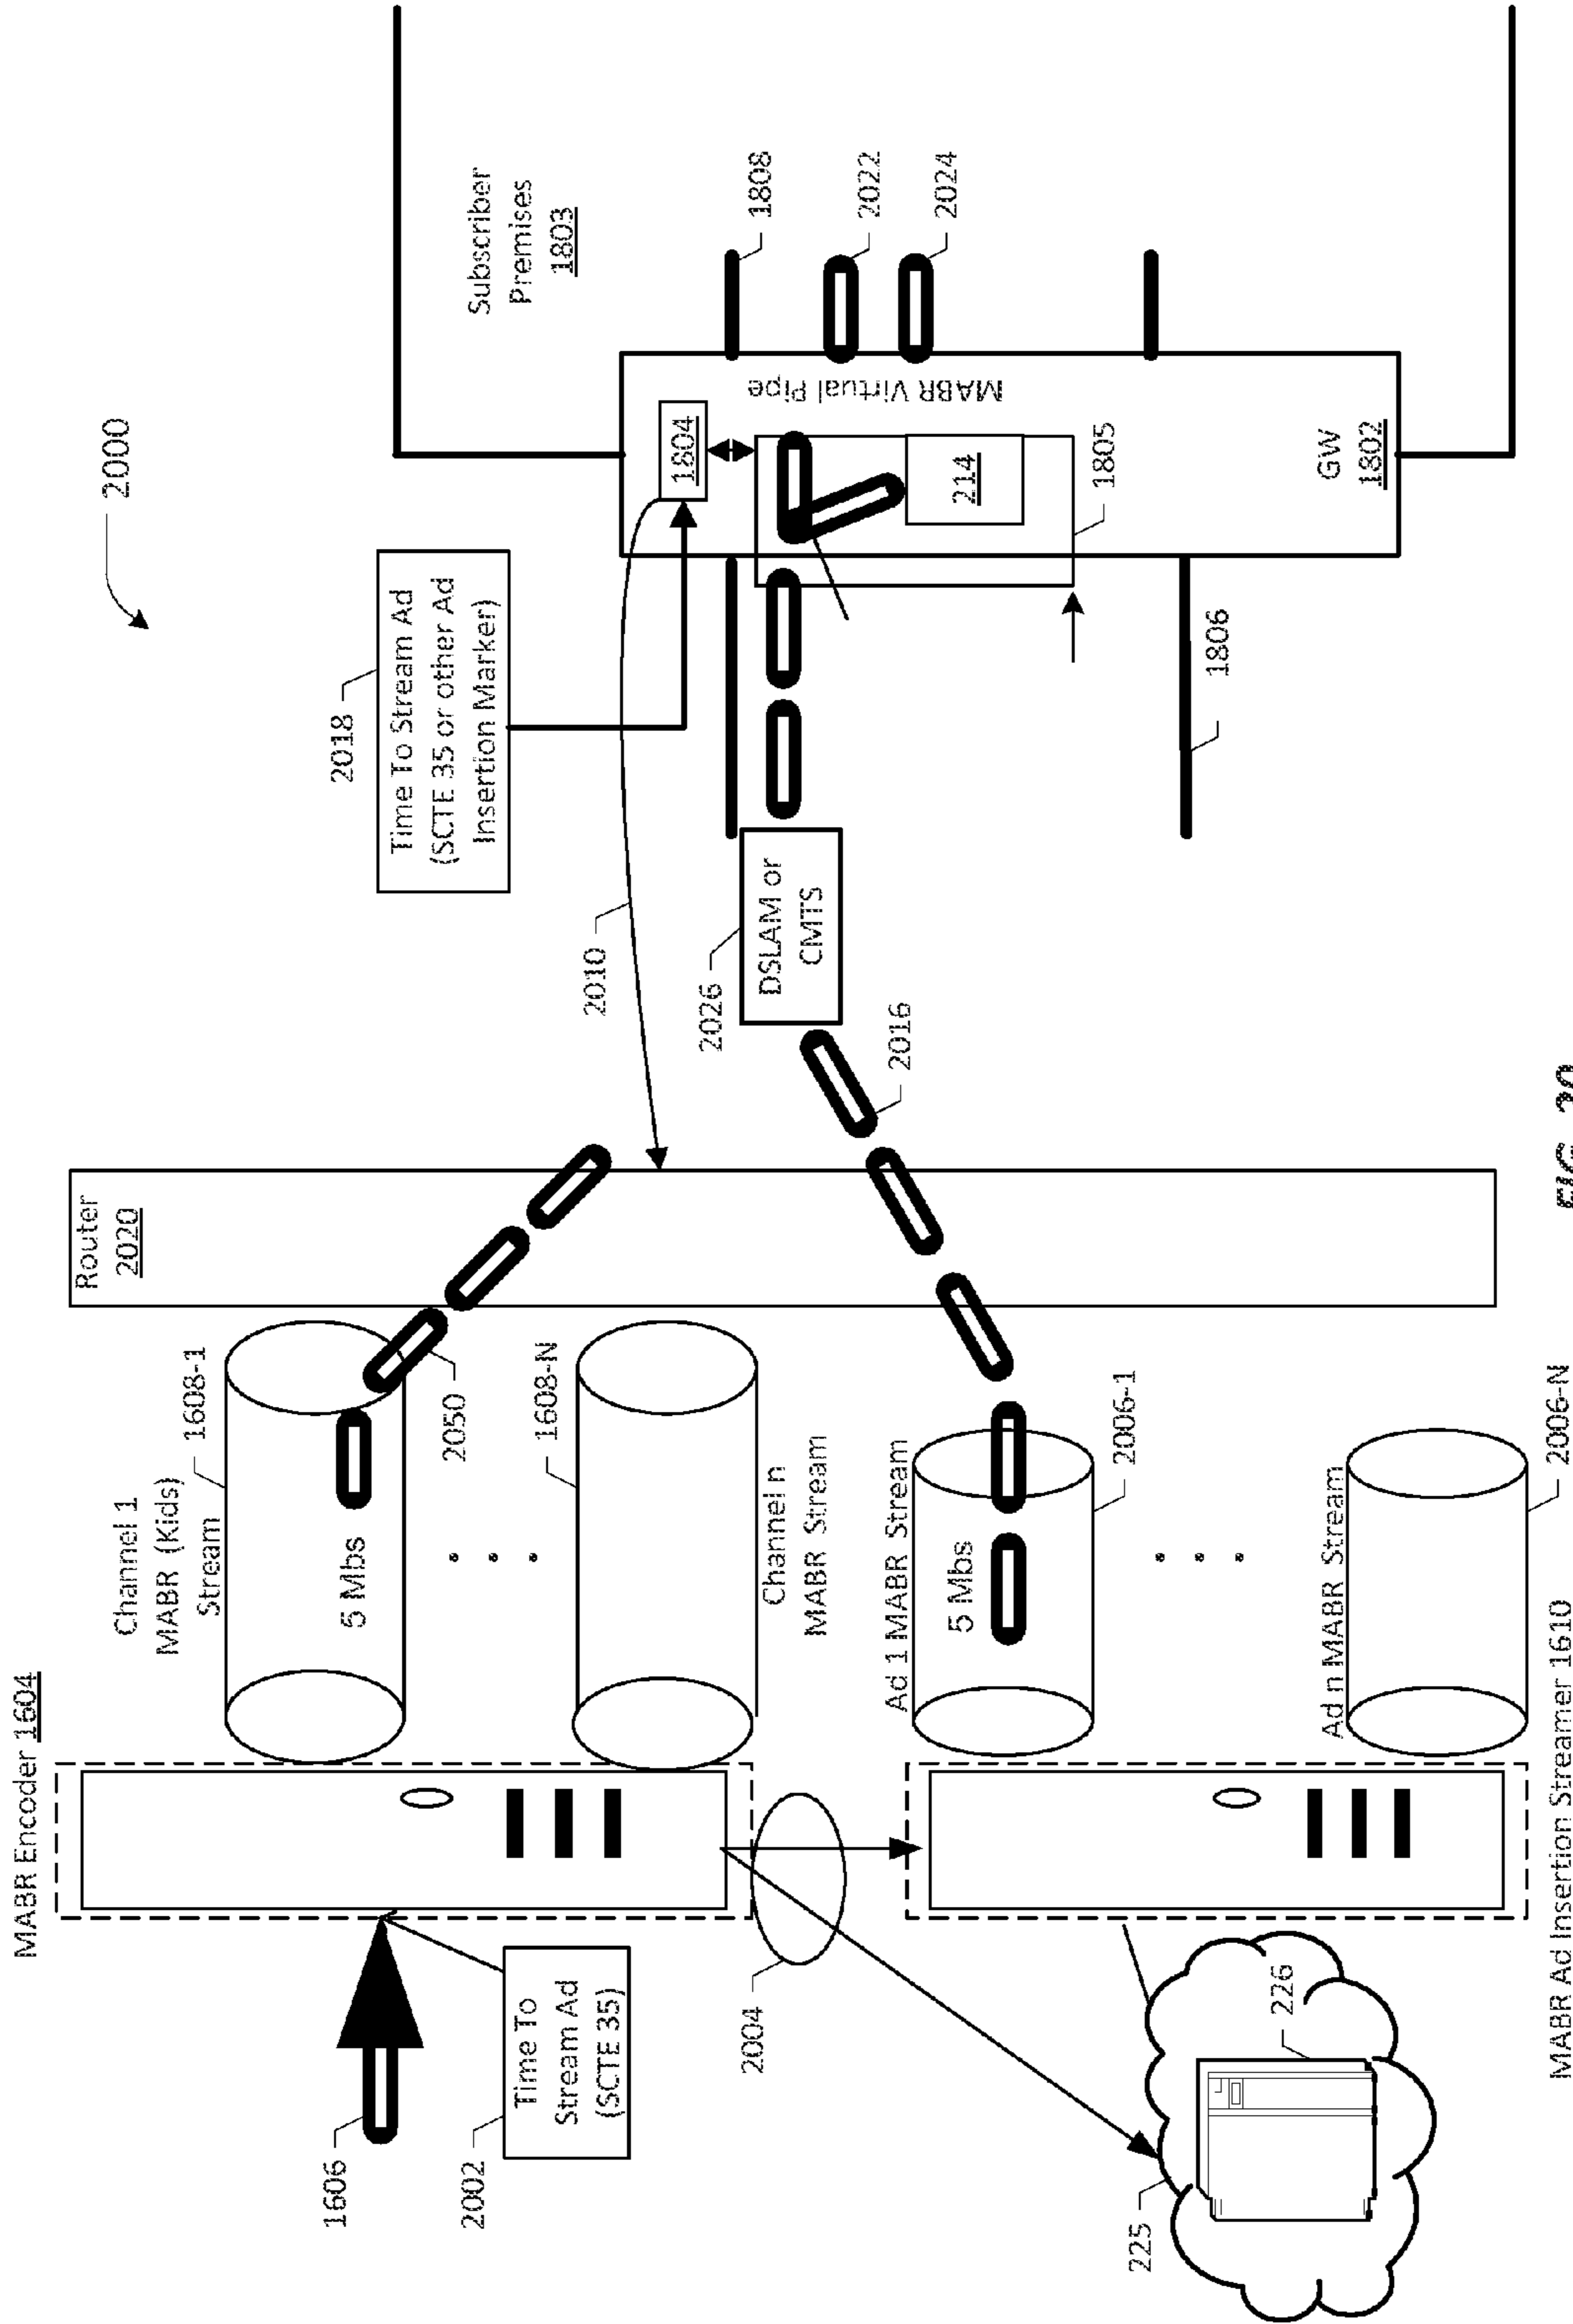 2000
MABR Encoder 1604
1606
2002
Time To
Stream Ad
(SCTE 35)
2004
225
226
MABR Ad Insertion Streamer 1610
Channel 1
MABR (Kids)
Stream
1608-1
5 Mbs
2050
1608-N
Channel n
MABR Stream
Ad 1 MABR Stream
5 Mbs
2006-1
Ad n MABR Stream
2006-N
Router
2020
2010
2016
2026
DSLAM or
CMTS
2018
Time To Stream Ad
(SCTE 35 or other Ad
Insertion Marker)
1806
1804
214
1805
MABR Virtual Pipe
GW
1802
Subscriber
Premises
1803
1808
2022
2024
FIG. 20